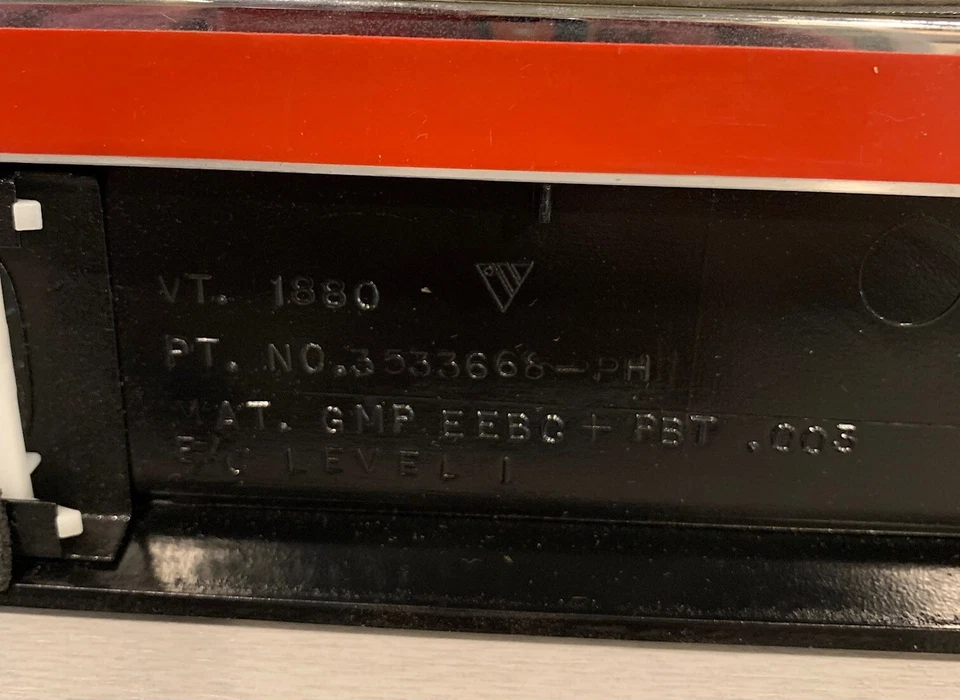 VT. 1880
PT. NO.3533668-PH
MAT. GMP EEBC + PBT .003
E/C LEVEL 1